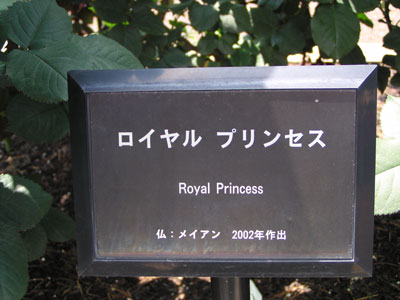 ロイヤル プリンセス
Royal Princess
仏：メイアン 2002年作出